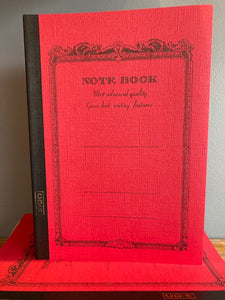 NOTE BOOK
Most advanced quality
Gives best writing features